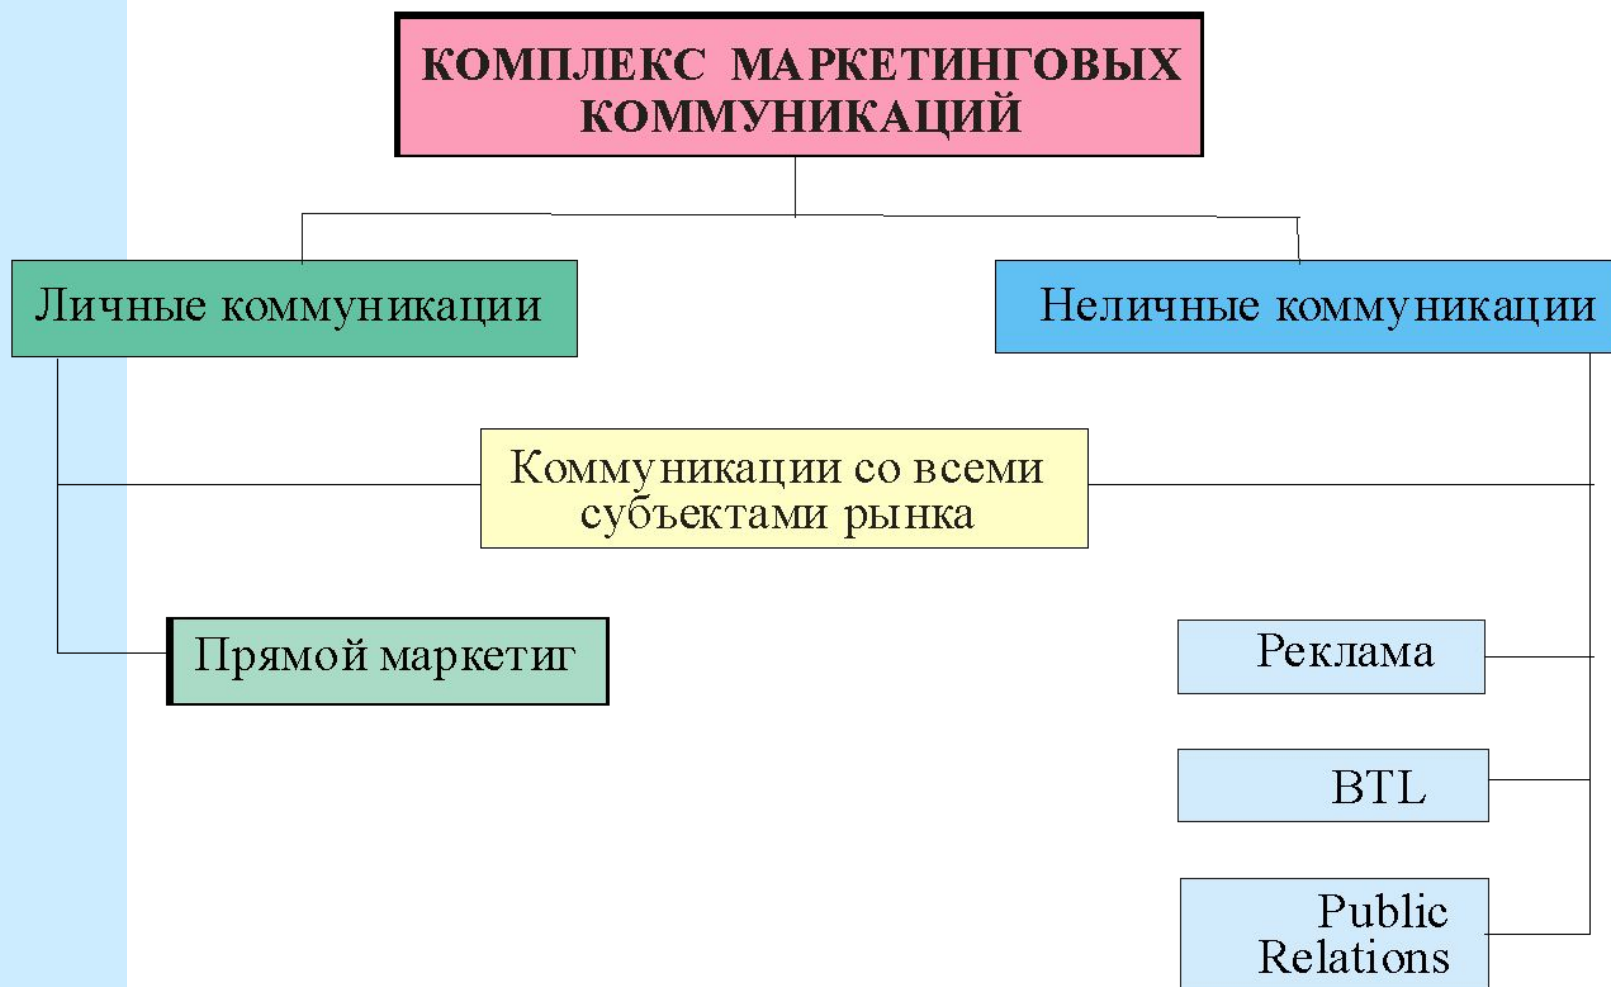 КОМПЛЕКС МАРКЕТИНГОВЫХ
КОММУНИКАЦИЙ
Личные коммуникации
Неличные коммуникации
Коммуникации со всеми
субъектами рынка
Прямой маркетиг
Реклама
BTL
Public
Relations